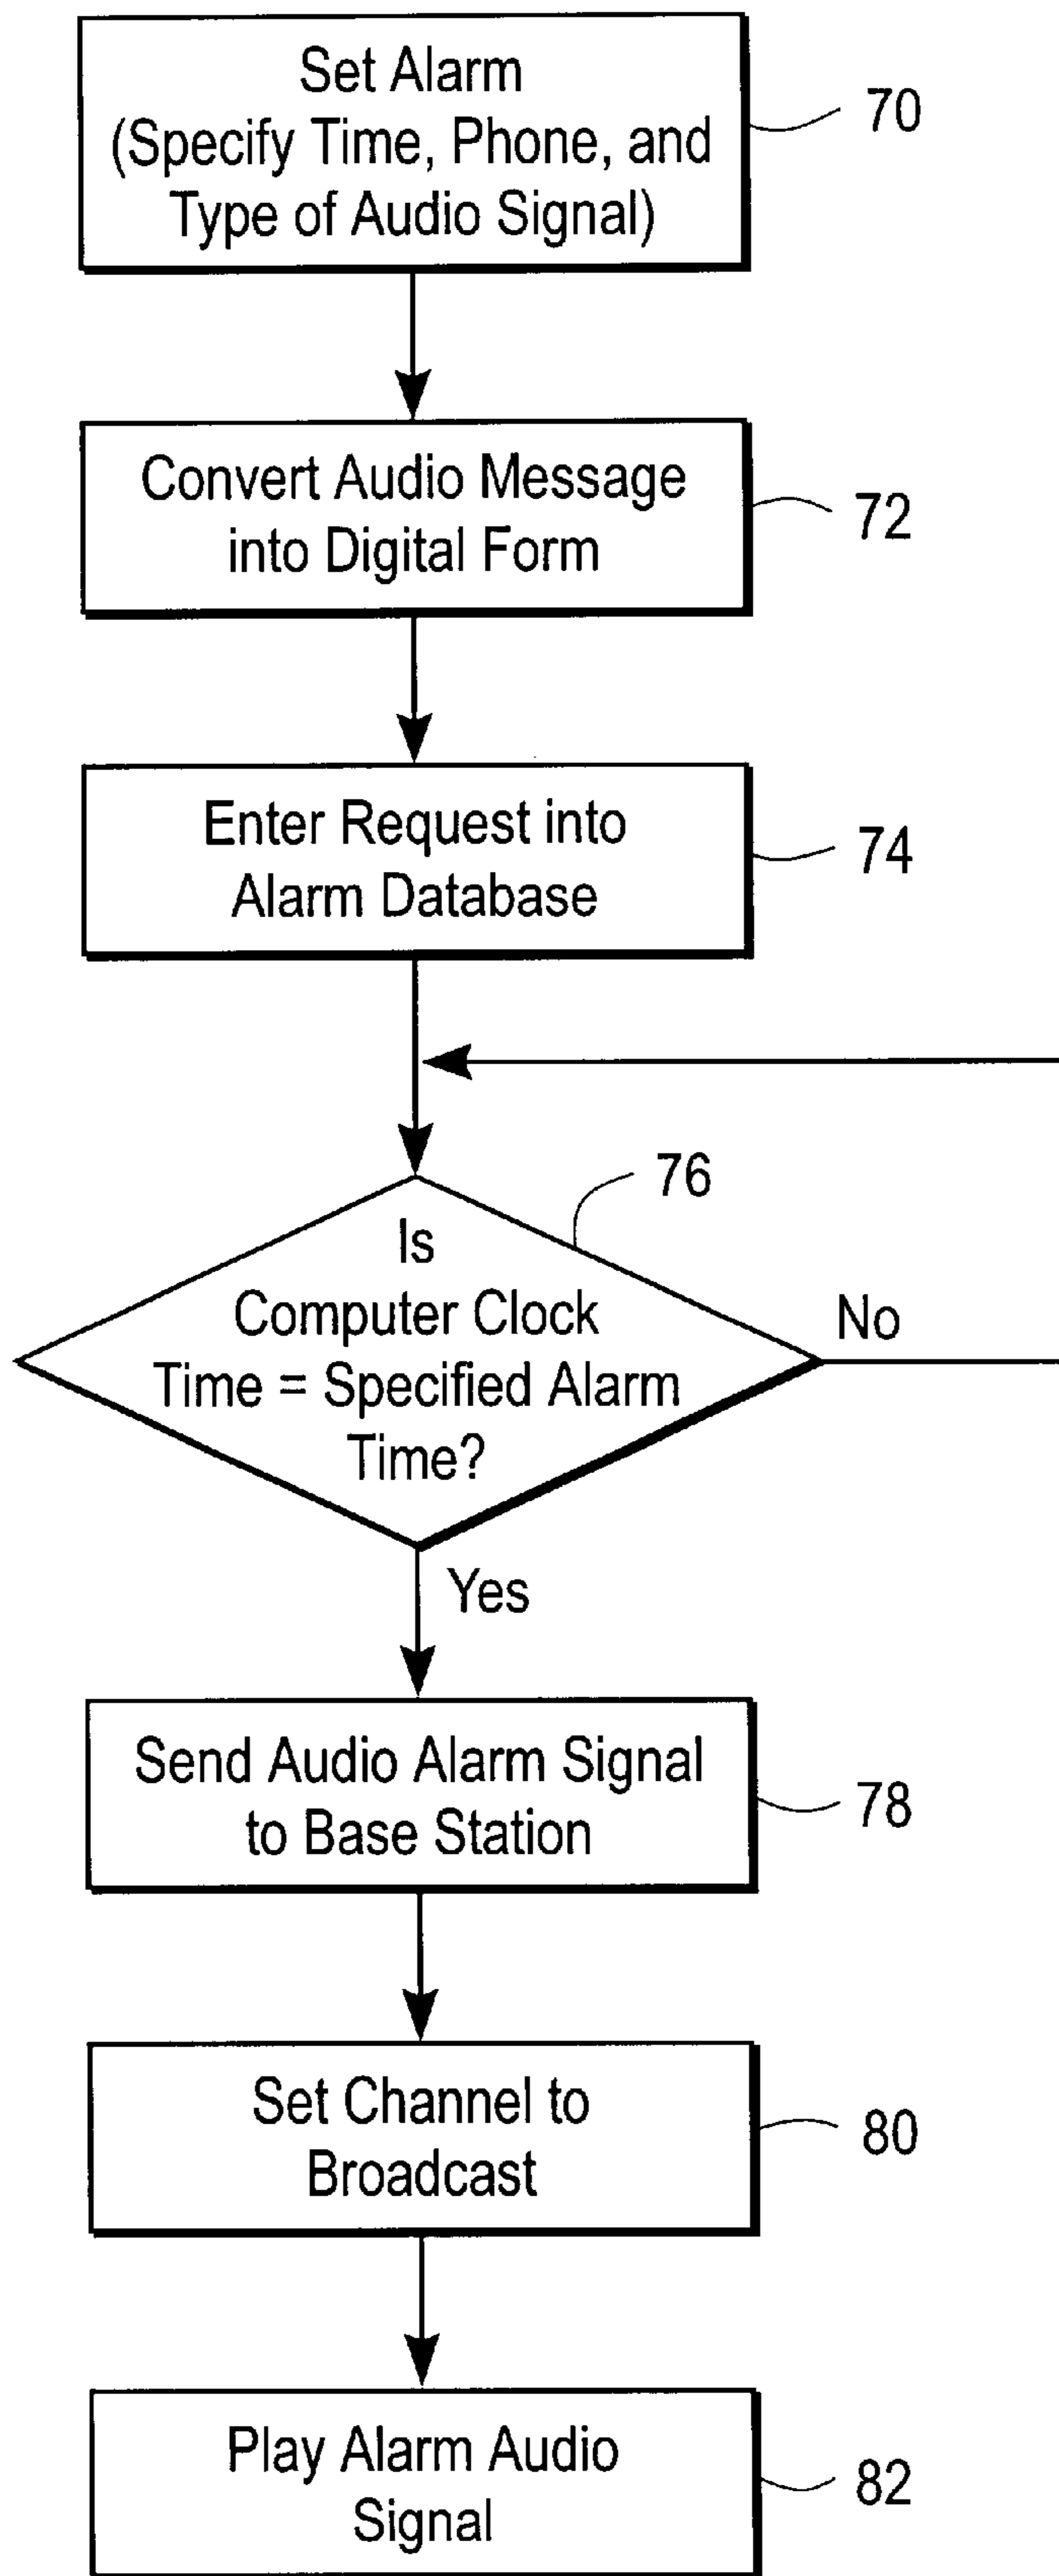 Set Alarm
(Specify Time, Phone, and
Type of Audio Signal)
70
Convert Audio Message
into Digital Form
72
Enter Request into
Alarm Database
74
76
Is
Computer Clock
Time = Specified Alarm
Time?
No
Yes
Send Audio Alarm Signal
to Base Station
78
Set Channel to
Broadcast
80
Play Alarm Audio
Signal
82